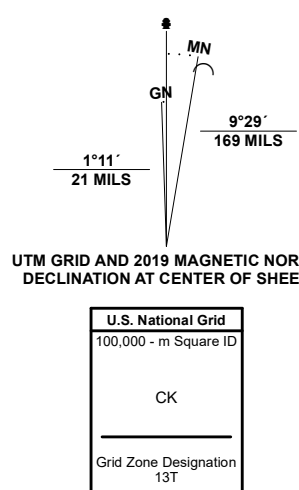 MN
GN
9°29´
169 MILS
1°11´
21 MILS
UTM GRID AND 2019 MAGNETIC NOR
DECLINATION AT CENTER OF SHEE
U.S. National Grid
100,000 - m Square ID
CK
Grid Zone Designation
13T